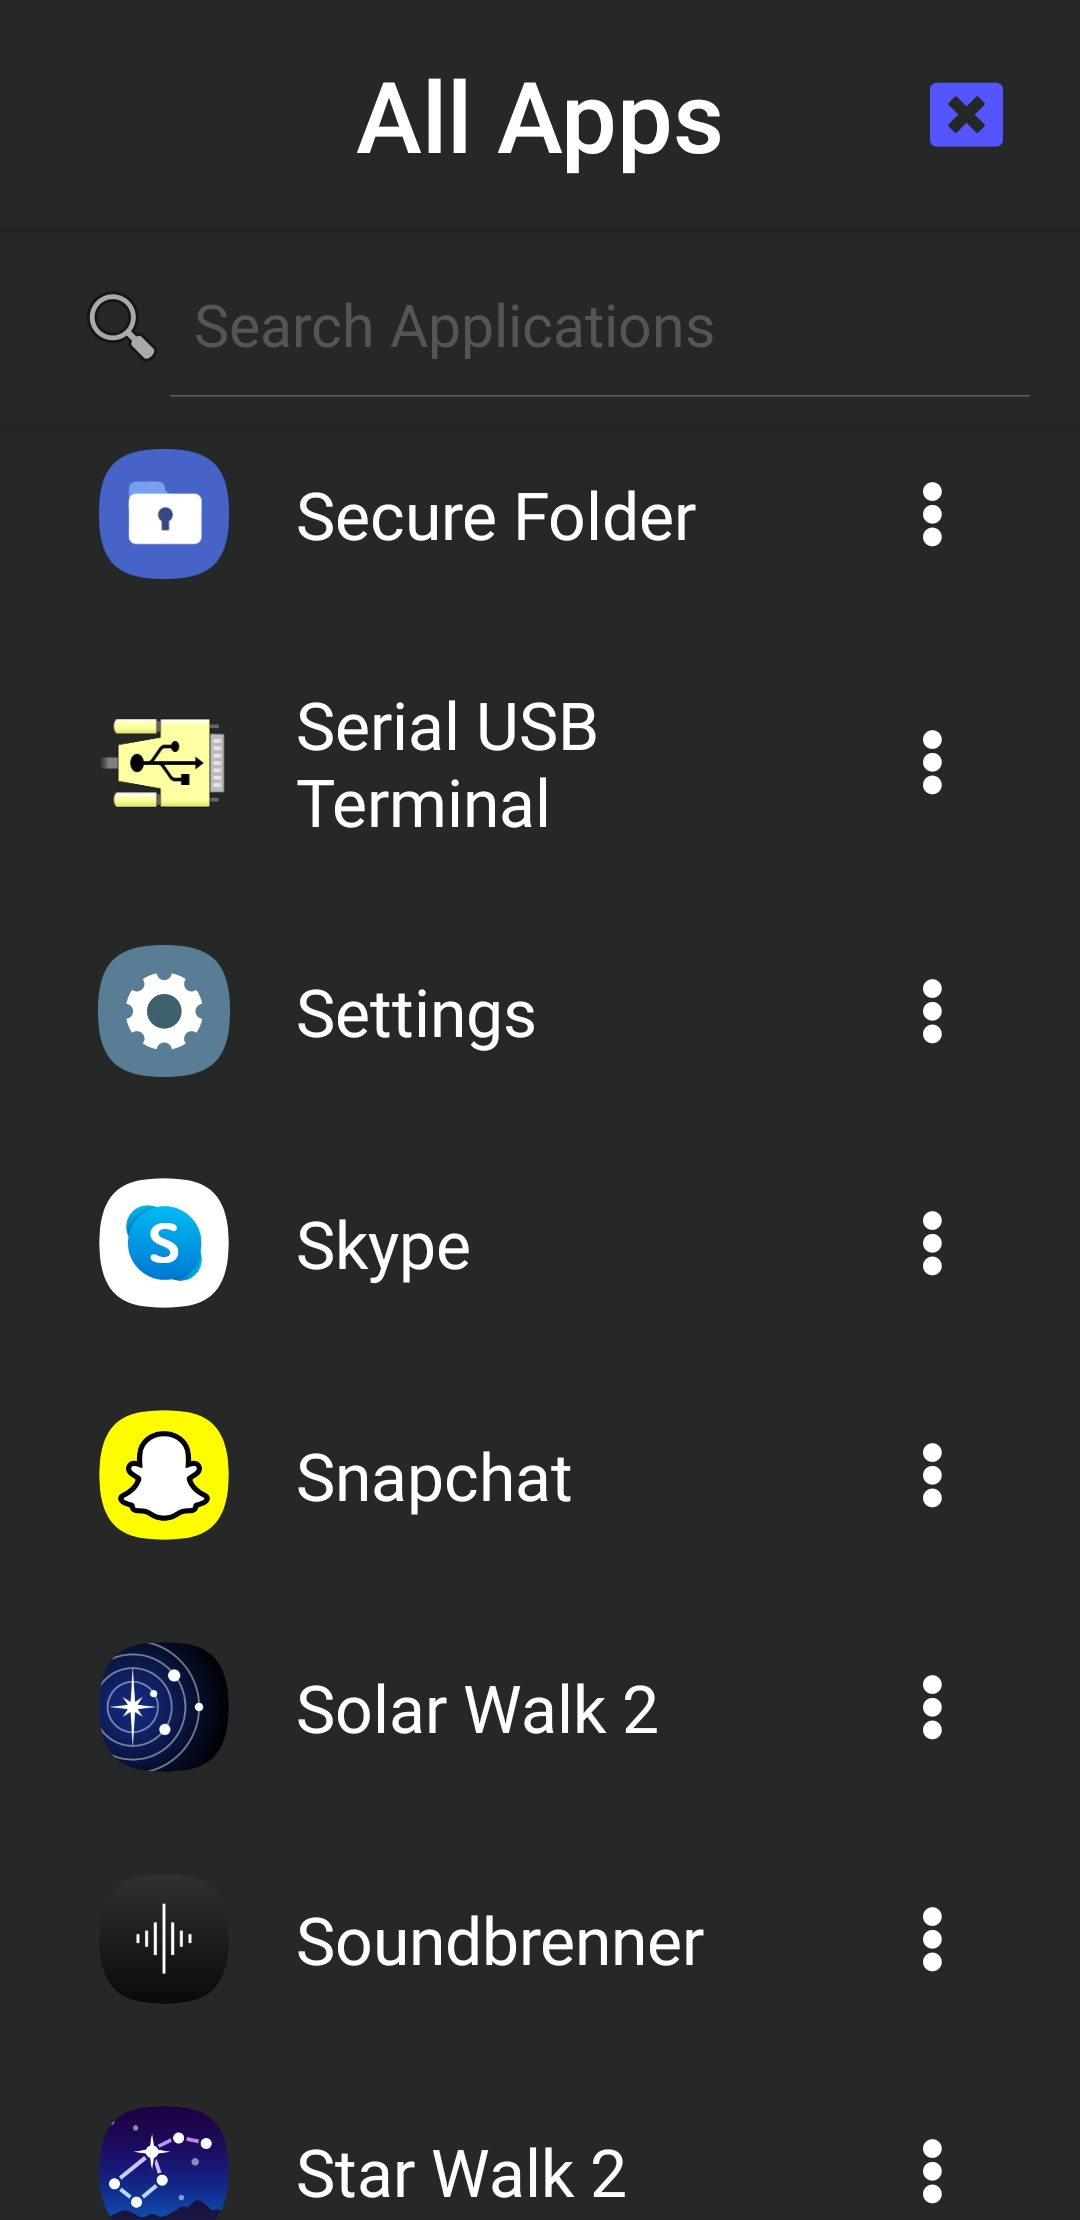 All Apps
Search Applications
Secure Folder
Serial USB
Terminal
Settings
S
Skype
Snapchat
Solar Walk 2
Soundbrenner
Star Walk 2